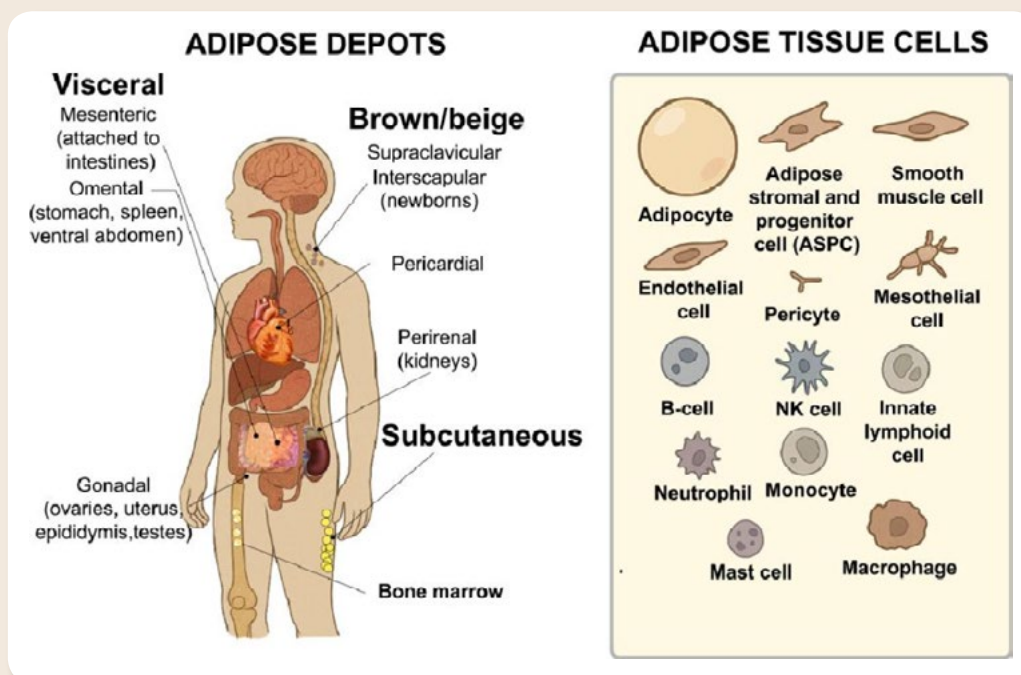 ADIPOSE DEPOTS
Visceral
Mesenteric
(attached to
intestines)
Omental
(stomach, spleen,
ventral abdomen)
Brown/beige
Supraclavicular
Interscapular
(newborns)
Pericardial
Perirenal
(kidneys)
Subcutaneous
Gonadal
(ovaries, uterus,
epididymis,testes)
Bone marrow
ADIPOSE TISSUE CELLS
Adipocyte
Adipose
stromal and
progenitor
cell (ASPC)
Smooth
muscle cell
Endothelial
cell
Pericyte
Mesothelial
cell
B-cell
NK cell
Innate
lymphoid
cell
Neutrophil
Monocyte
Mast cell
Macrophage